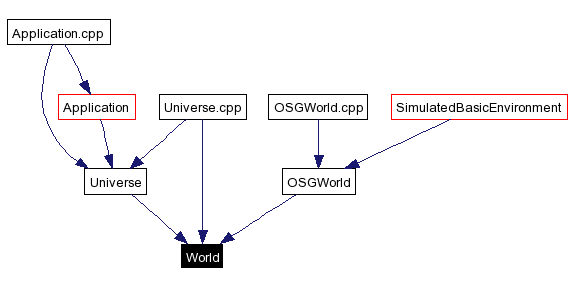 Application.cpp
Application
Universe.cpp
OSGWorld.cpp
SimulatedBasicEnvironment
Universe
OSGWorld
World